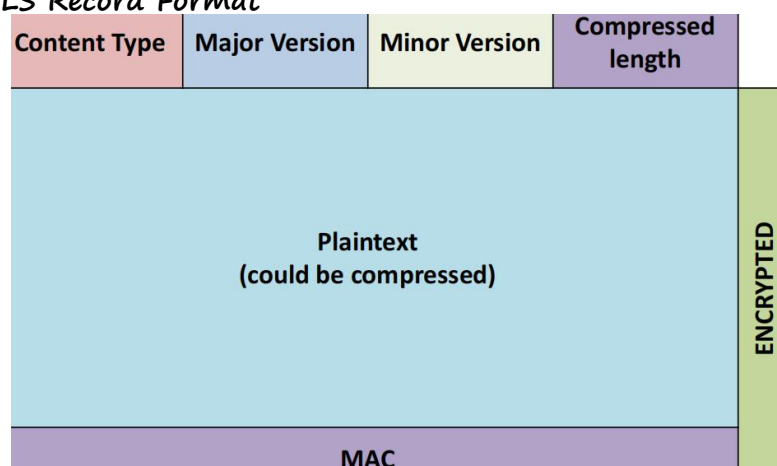 LS Record Format
Content Type
Major Version
Minor Version
Compressed
length
Plaintext
(could be compressed)
ENCRYPTED
MAC